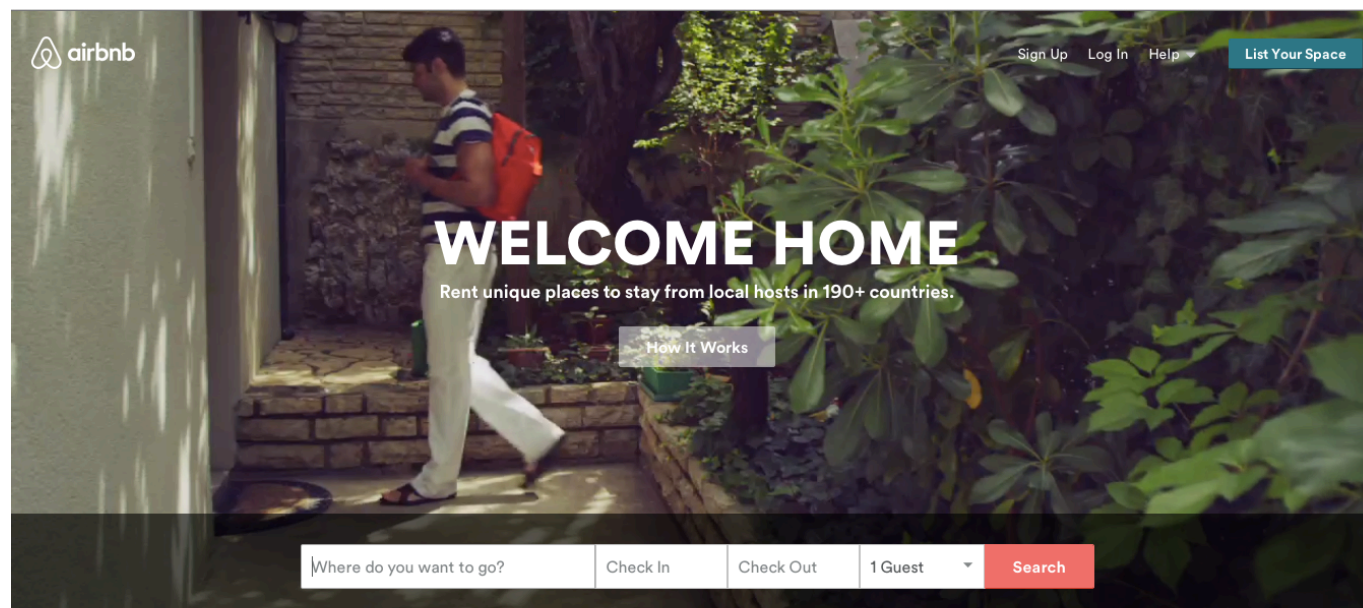 airbnb
Sign Up Log In Help List Your Space
WELCOME HOME
Rent unique places to stay from local hosts in 190+ countries.
How It Works
Where do you want to go? Check In Check Out 1 Guest Search